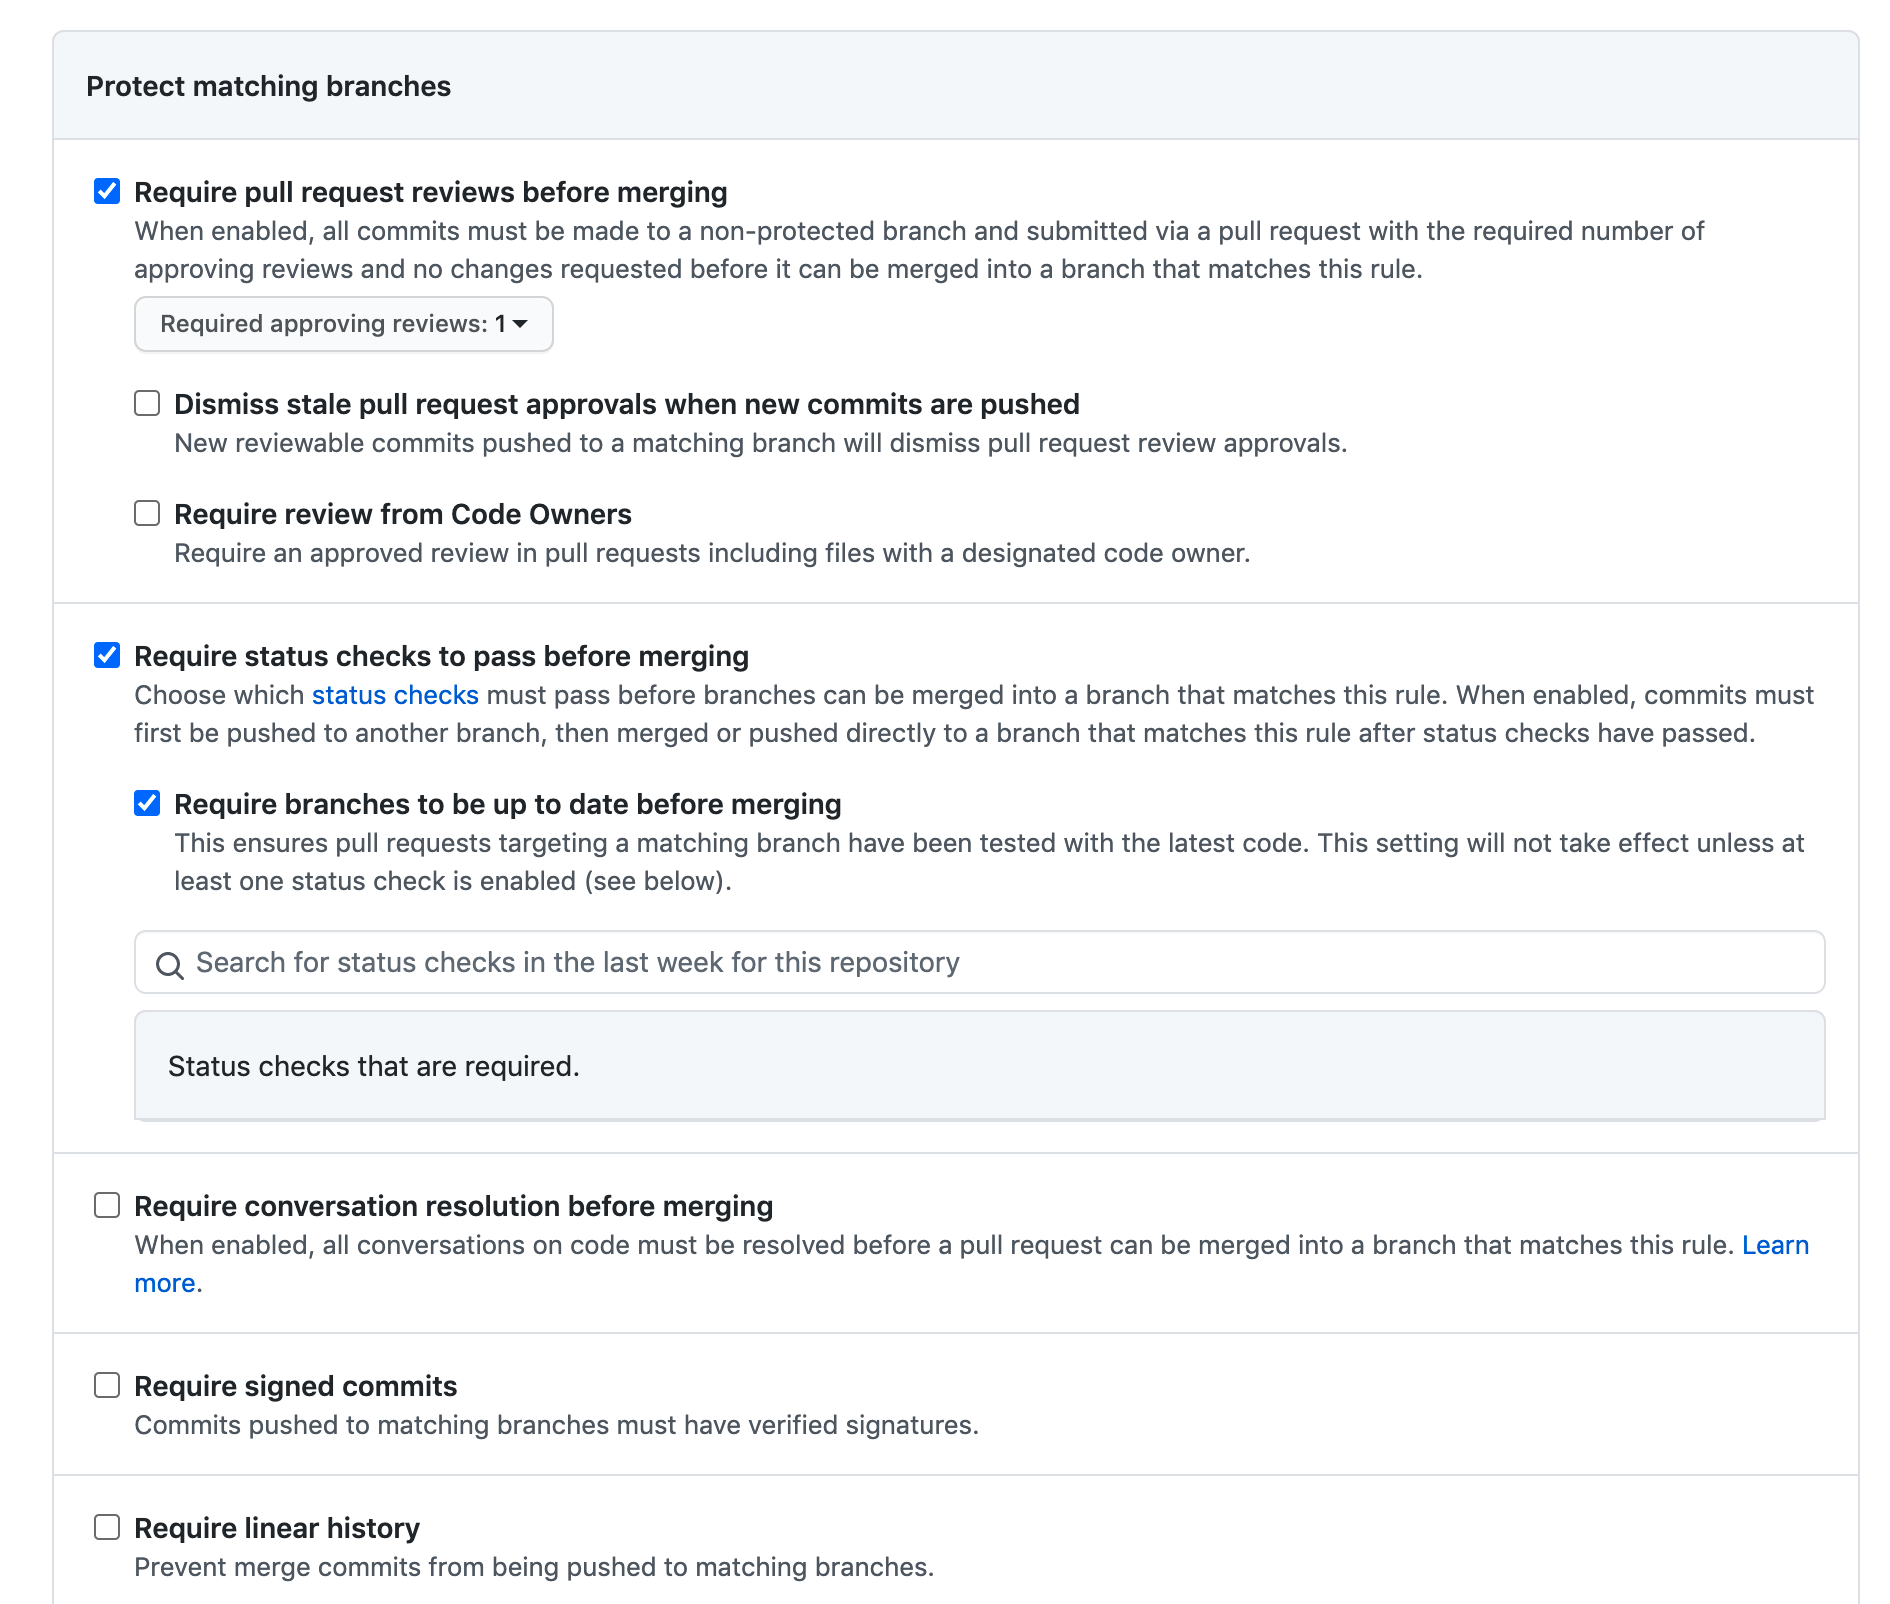 Protect matching branches
Require pull request reviews before merging
When enabled, all commits must be made to a non-protected branch and submitted via a pull request with the required number of
approving reviews and no changes requested before it can be merged into a branch that matches this rule.
Required approving reviews: 1
Dismiss stale pull request approvals when new commits are pushed
New reviewable commits pushed to a matching branch will dismiss pull request review approvals.
Require review from Code Owners
Require an approved review in pull requests including files with a designated code owner.
Require status checks to pass before merging
Choose which status checks must pass before branches can be merged into a branch that matches this rule. When enabled, commits must
first be pushed to another branch, then merged or pushed directly to a branch that matches this rule after status checks have passed.
Require branches to be up to date before merging
This ensures pull requests targeting a matching branch have been tested with the latest code. This setting will not take effect unless at
least one status check is enabled (see below).
Search for status checks in the last week for this repository
Status checks that are required.
Require conversation resolution before merging
When enabled, all conversations on code must be resolved before a pull request can be merged into a branch that matches this rule. Learn
more.
Require signed commits
Commits pushed to matching branches must have verified signatures.
Require linear history
Prevent merge commits from being pushed to matching branches.